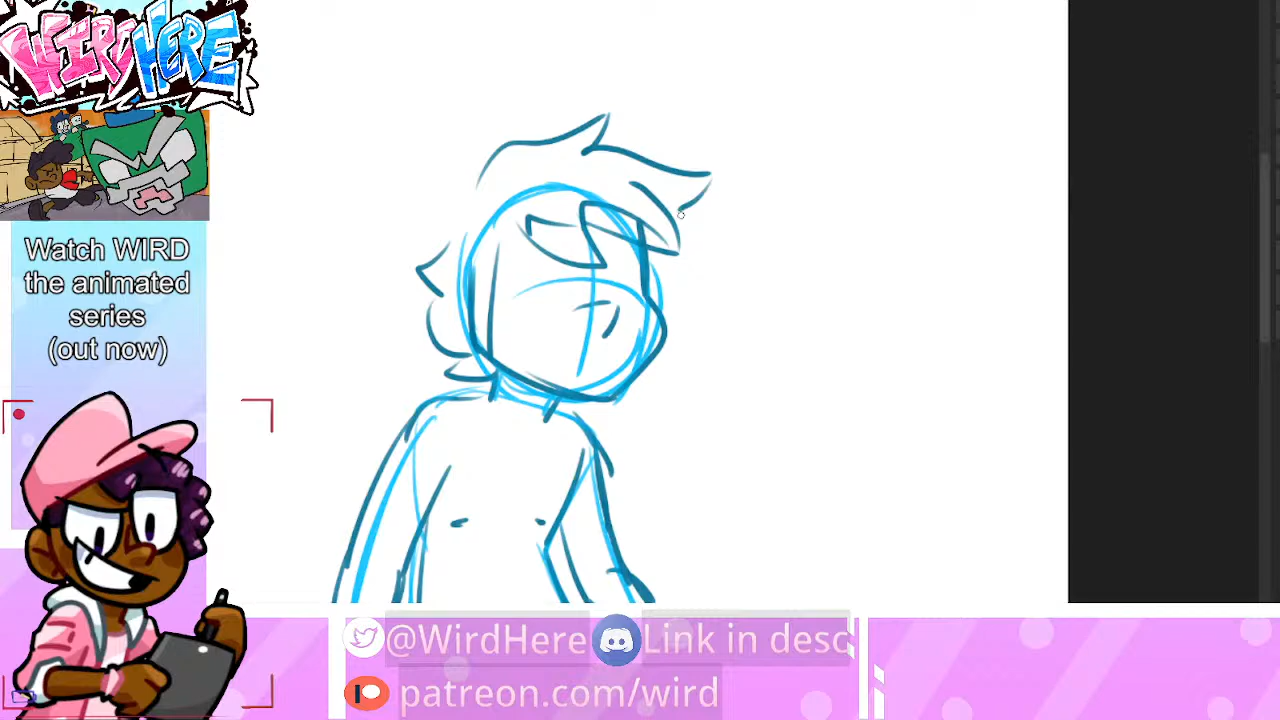 WIRDHERE
Watch WIRD
the animated
series
(out now)
@WirdHere Link in desc
patreon.com/wird